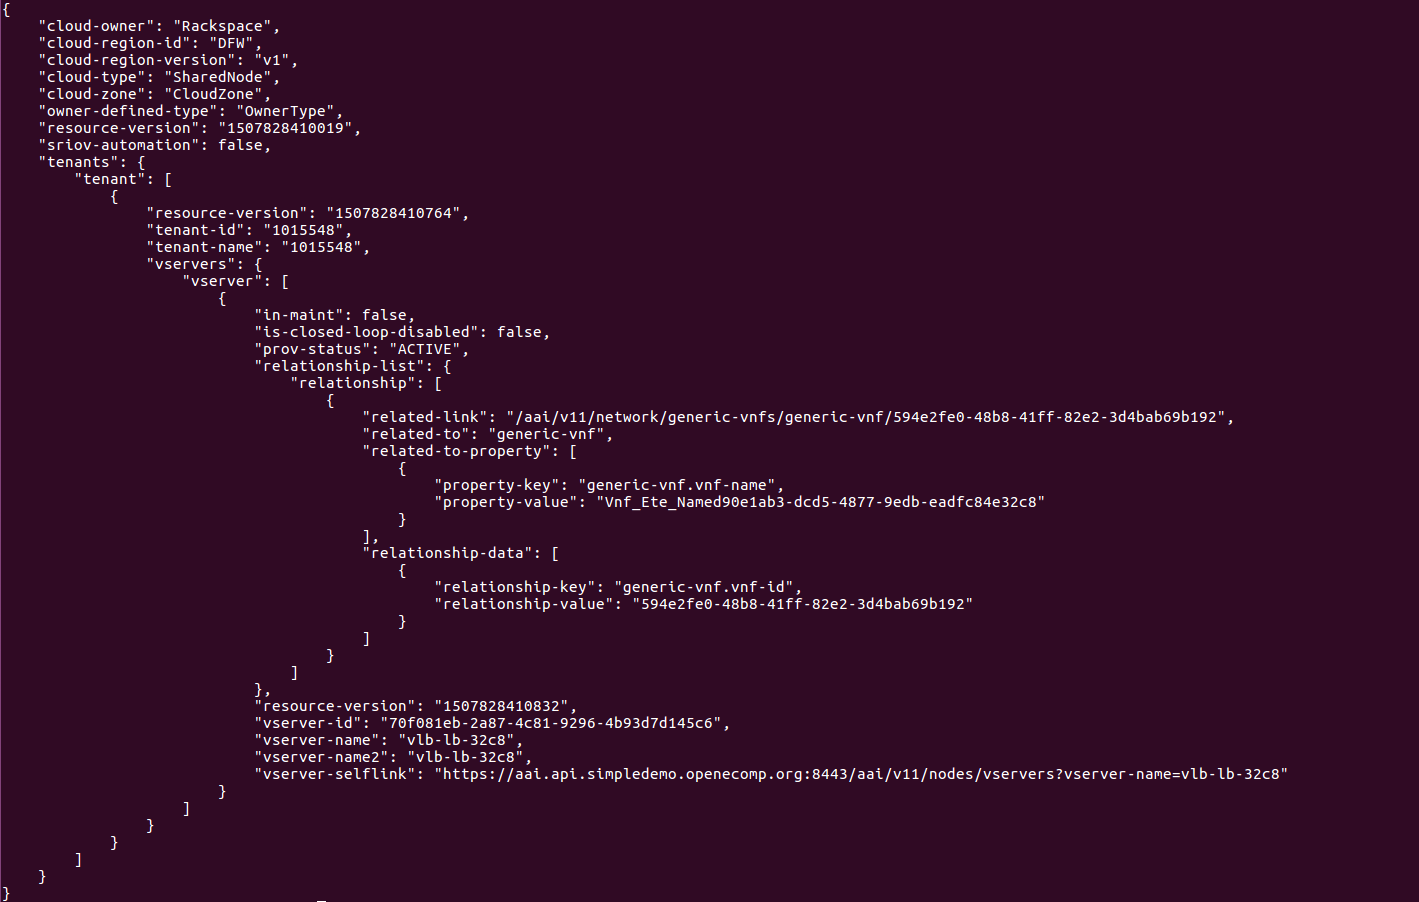 {
    "cloud-owner": "Rackspace",
    "cloud-region-id": "DFW",
    "cloud-region-version": "v1",
    "cloud-type": "SharedNode",
    "cloud-zone": "CloudZone",
    "owner-defined-type": "OwnerType",
    "resource-version": "1507828410019",
    "sriov-automation": false,
    "tenants": {
        "tenant": [
            {
                "resource-version": "1507828410764",
                "tenant-id": "1015548",
                "tenant-name": "1015548",
                "vservers": {
                    "vserver": [
                        {
                            "in-maint": false,
                            "is-closed-loop-disabled": false,
                            "prov-status": "ACTIVE",
                            "relationship-list": {
                                "relationship": [
                                    {
                                        "related-link": "/aai/v11/network/generic-vnfs/generic-vnf/594e2fe0-48b8-41ff-82e2-3d4bab69b192",
                                        "related-to": "generic-vnf",
                                        "related-to-property": [
                                            {
                                                "property-key": "generic-vnf.vnf-name",
                                                "property-value": "Vnf_Ete_Named90e1ab3-dcd5-4877-9edb-eadfc84e32c8"
                                            }
                                        ],
                                        "relationship-data": [
                                            {
                                                "relationship-key": "generic-vnf.vnf-id",
                                                "relationship-value": "594e2fe0-48b8-41ff-82e2-3d4bab69b192"
                                            }
                                        ]
                                    }
                                ]
                            },
                            "resource-version": "1507828410832",
                            "vserver-id": "70f081eb-2a87-4c81-9296-4b93d7d145c6",
                            "vserver-name": "vlb-lb-32c8",
                            "vserver-name2": "vlb-lb-32c8",
                            "vserver-selflink": "https://aai.api.simpledemo.openecomp.org:8443/aai/v11/nodes/vservers?vserver-name=vlb-lb-32c8"
                        }
                    ]
                }
            }
        ]
    }
}